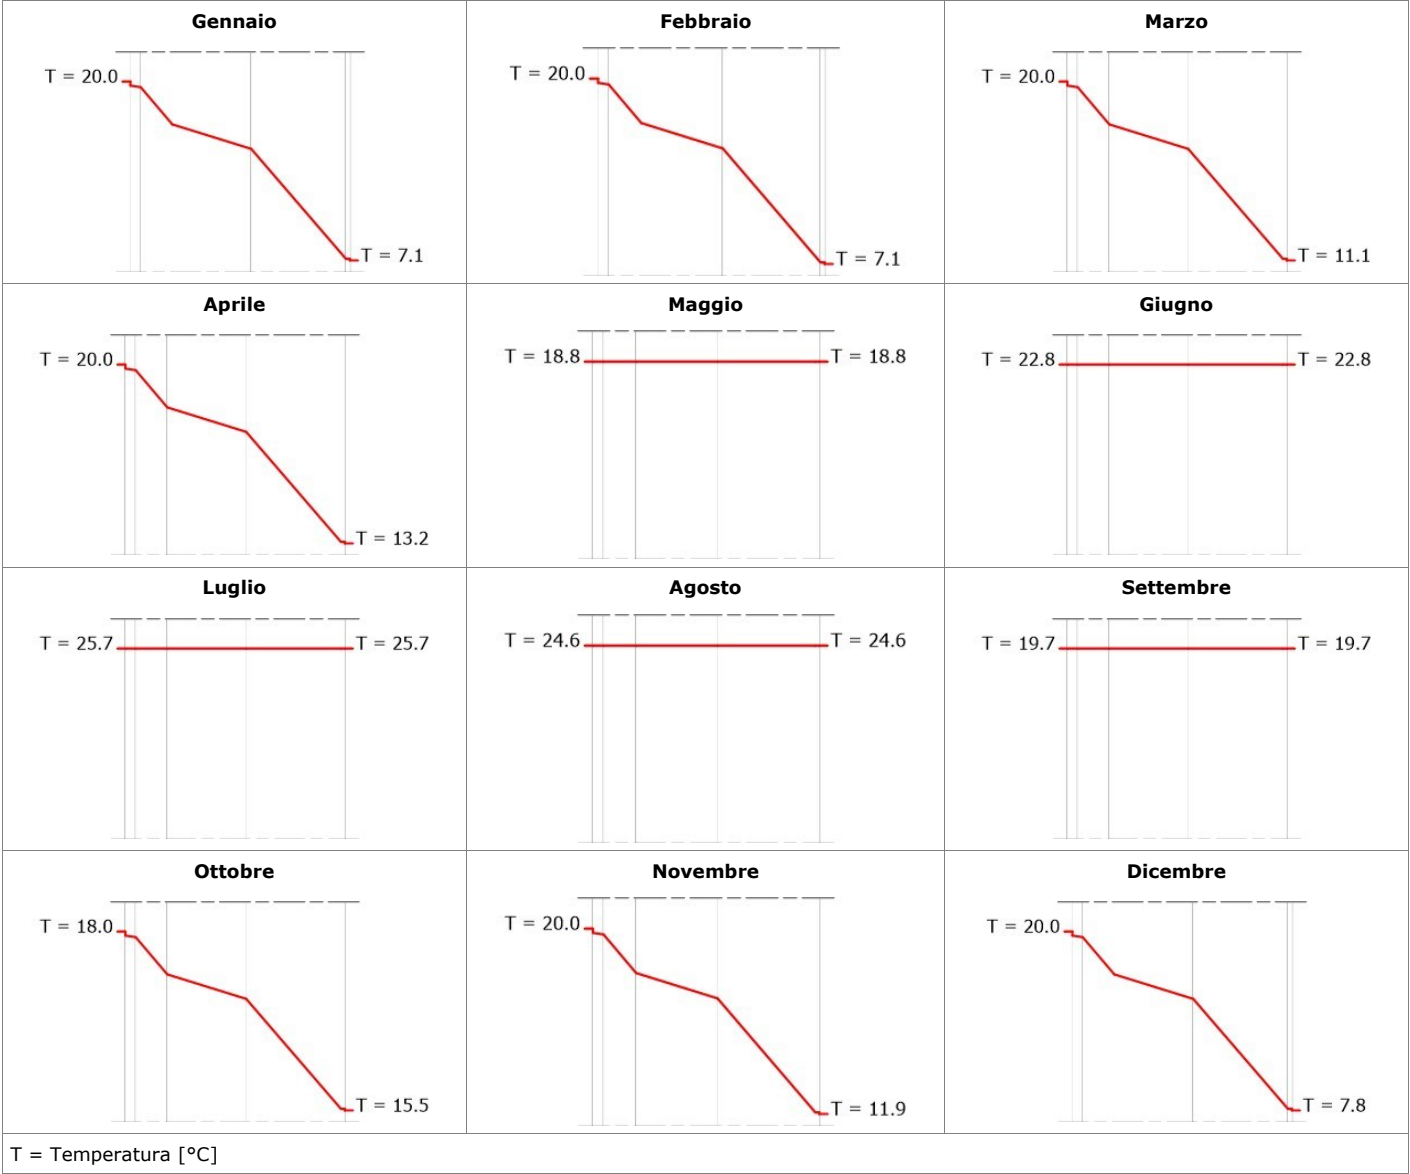 Gennaio
T = 20.0
T = 7.1
Febbraio
T = 20.0
T = 7.1
Marzo
T = 20.0
T = 11.1
Aprile
T = 20.0
T = 13.2
Maggio
T = 18.8
T = 18.8
Giugno
T = 22.8
T = 22.8
Luglio
T = 25.7
T = 25.7
Agosto
T = 24.6
T = 24.6
Settembre
T = 19.7
T = 19.7
Ottobre
T = 18.0
T = 15.5
Novembre
T = 20.0
T = 11.9
Dicembre
T = 20.0
T = 7.8
T = Temperatura [°C]